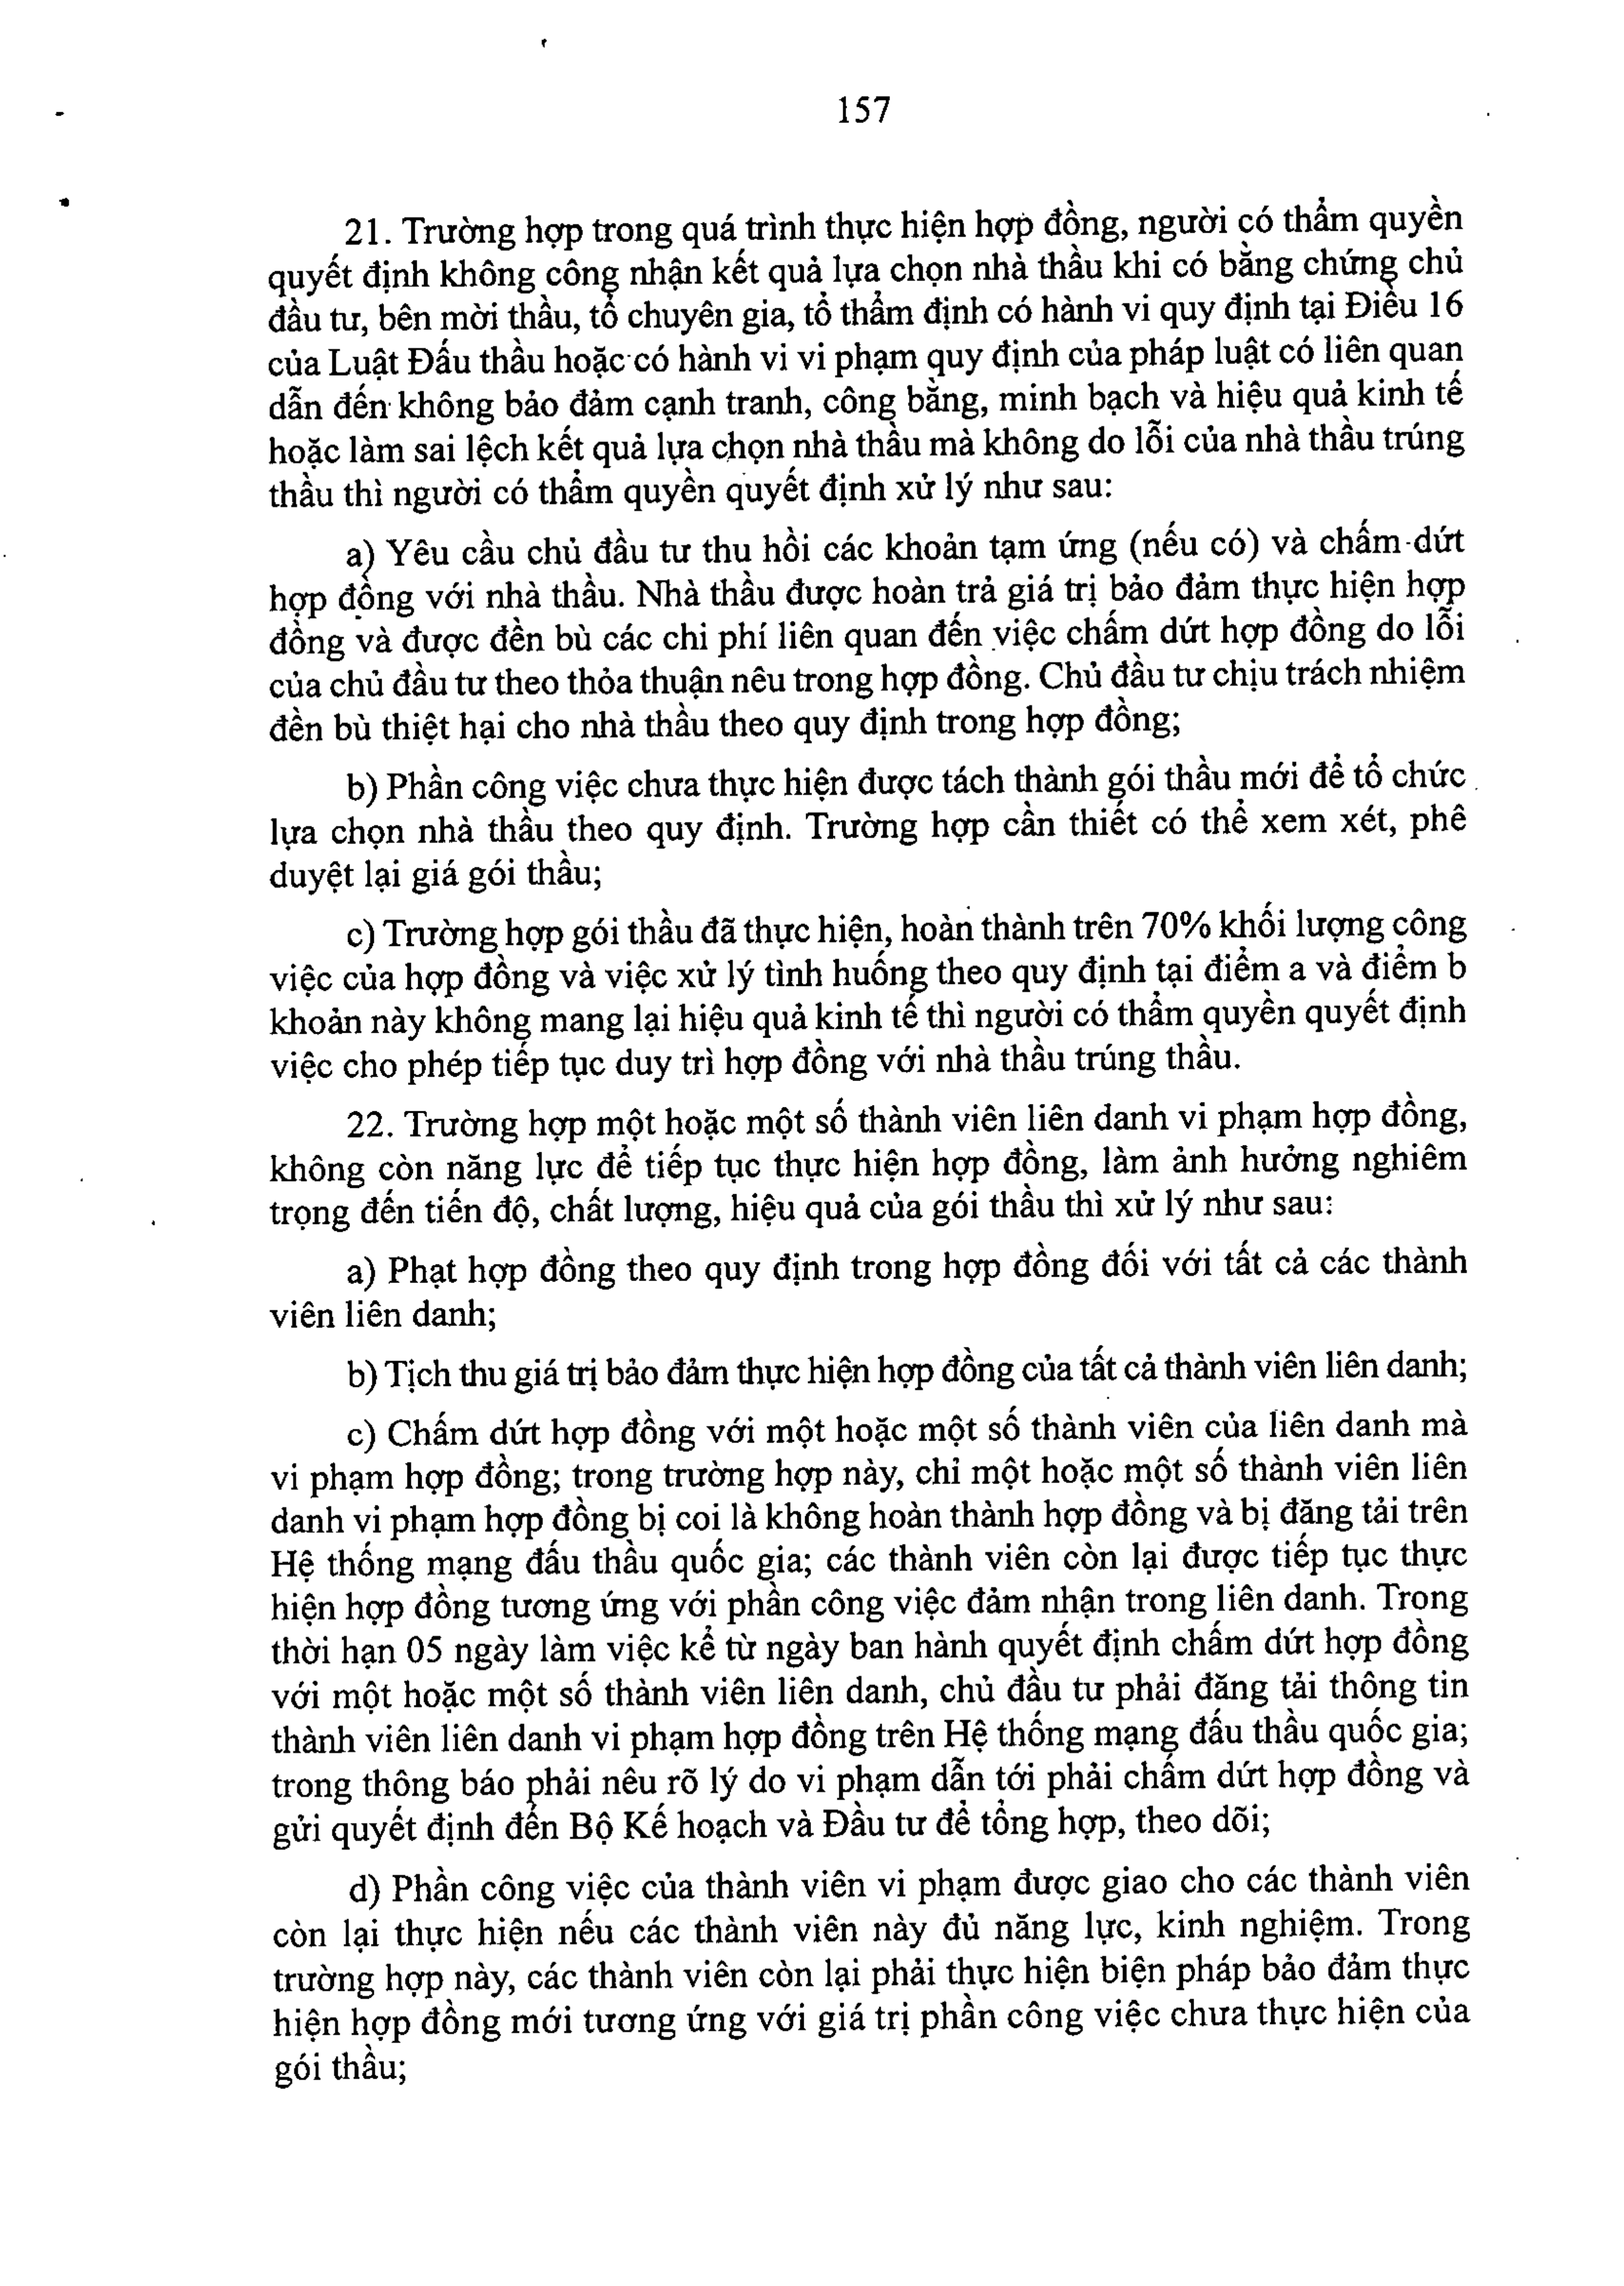 157
21. Trường hợp trong quá trình thực hiện hợp đồng, người có thẩm quyền
quyết định không công nhận kết quả lựa chọn nhà thầu khi có bằng chứng chủ
đầu tư, bên mời thầu, tổ chuyên gia, tổ thẩm định có hành vi quy định tại Điều 16
của Luật Đấu thầu hoặc có hành vi vi phạm quy định của pháp luật có liên quan
dẫn đến không bảo đảm cạnh tranh, công bằng, minh bạch và hiệu quả kinh tế
hoặc làm sai lệch kết quả lựa chọn nhà thầu mà không do lỗi của nhà thầu trúng
thầu thì người có thẩm quyền quyết định xử lý như sau:
a) Yêu cầu chủ đầu tư thu hồi các khoản tạm ứng (nếu có) và chấm dứt
hợp đồng với nhà thầu. Nhà thầu được hoàn trả giá trị bảo đảm thực hiện hợp
đồng và được đền bù các chi phí liên quan đến việc chấm dứt hợp đồng do lỗi
của chủ đầu tư theo thỏa thuận nêu trong hợp đồng. Chủ đầu tư chịu trách nhiệm
đền bù thiệt hại cho nhà thầu theo quy định trong hợp đồng;
b) Phần công việc chưa thực hiện được tách thành gói thầu mới để tổ chức
lựa chọn nhà thầu theo quy định. Trường hợp cần thiết có thể xem xét, phê
duyệt lại giá gói thầu;
c) Trường hợp gói thầu đã thực hiện, hoàn thành trên 70% khối lượng công
việc của hợp đồng và việc xử lý tình huống theo quy định tại điểm a và điểm b
khoản này không mang lại hiệu quả kinh tế thì người có thẩm quyền quyết định
việc cho phép tiếp tục duy trì hợp đồng với nhà thầu trúng thầu.
22. Trường hợp một hoặc một số thành viên liên danh vi phạm hợp đồng,
không còn năng lực để tiếp tục thực hiện hợp đồng, làm ảnh hưởng nghiêm
trọng đến tiến độ, chất lượng, hiệu quả của gói thầu thì xử lý như sau:
a) Phạt hợp đồng theo quy định trong hợp đồng đối với tất cả các thành
viên liên danh;
b) Tịch thu giá trị bảo đảm thực hiện hợp đồng của tất cả thành viên liên danh;
c) Chấm dứt hợp đồng với một hoặc một số thành viên của liên danh mà
vi phạm hợp đồng; trong trường hợp này, chỉ một hoặc một số thành viên liên
danh vi phạm hợp đồng bị coi là không hoàn thành hợp đồng và bị đăng tải trên
Hệ thống mạng đấu thầu quốc gia; các thành viên còn lại được tiếp tục thực
hiện hợp đồng tương ứng với phần công việc đảm nhận trong liên danh. Trong
thời hạn 05 ngày làm việc kể từ ngày ban hành quyết định chấm dứt hợp đồng
với một hoặc một số thành viên liên danh, chủ đầu tư phải đăng tải thông tin
thành viên liên danh vi phạm hợp đồng trên Hệ thống mạng đấu thầu quốc gia;
trong thông báo phải nêu rõ lý do vi phạm dẫn tới phải chấm dứt hợp đồng và
gửi quyết định đến Bộ Kế hoạch và Đầu tư để tổng hợp, theo dõi;
d) Phần công việc của thành viên vi phạm được giao cho các thành viên
còn lại thực hiện nếu các thành viên này đủ năng lực, kinh nghiệm. Trong
trường hợp này, các thành viên còn lại phải thực hiện biện pháp bảo đảm thực
hiện hợp đồng mới tương ứng với giá trị phần công việc chưa thực hiện của
gói thầu;